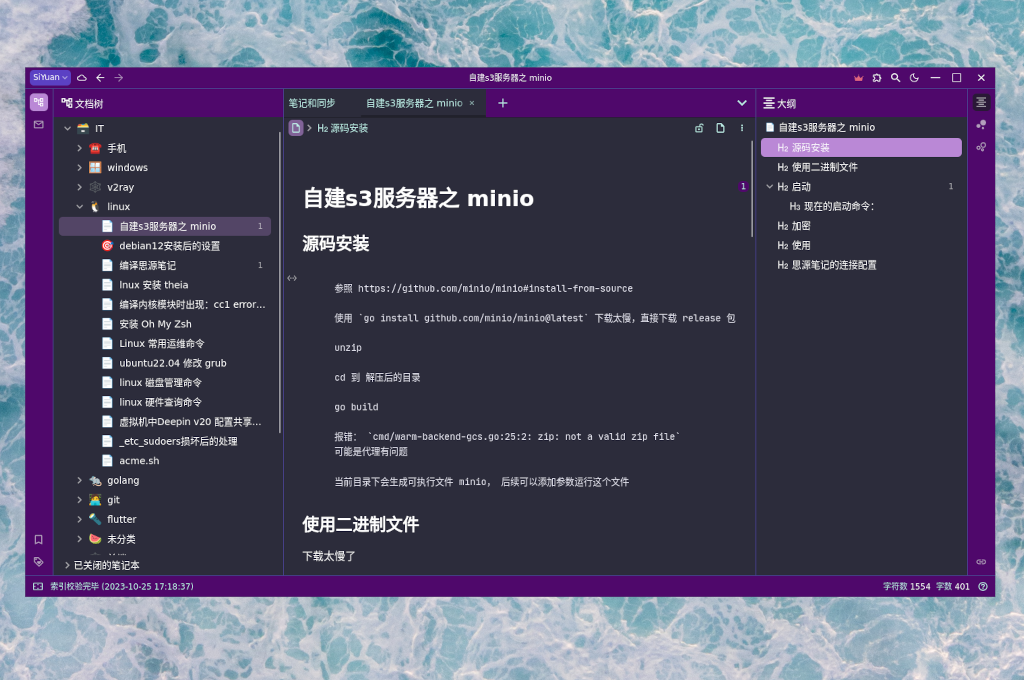 SiYuan
自建s3服务器之 minio
文档树
IT
手机
windows
v2ray
linux
自建s3服务器之 minio 1
debian12安装后的设置
编译思源笔记 1
lnux 安装 theia
编译内核模块时出现：cc1 error...
安装 Oh My Zsh
Linux 常用运维命令
ubuntu22.04 修改 grub
linux 磁盘管理命令
linux 硬件查询命令
虚拟机中Deepin v20 配置共享...
_etc_sudoers损坏后的处理
acme.sh
golang
git
flutter
未分类
已关闭的笔记本
笔记和同步
自建s3服务器之 minio
H2 源码安装
1
自建s3服务器之 minio
源码安装
参照 https://github.com/minio/minio#install-from-source
使用 `go install github.com/minio/minio@latest` 下载太慢，直接下载 release 包
unzip
cd 到 解压后的目录
go build
报错： `cmd/warm-backend-gcs.go:25:2: zip: not a valid zip file`
可能是代理有问题
当前目录下会生成可执行文件 minio， 后续可以添加参数运行这个文件
使用二进制文件
下载太慢了
大纲
自建s3服务器之 minio
H2 源码安装
H2 使用二进制文件
H2 启动 1
H3 现在的启动命令：
H2 加密
H2 使用
H2 思源笔记的连接配置
索引校验完毕 (2023-10-25 17:18:37)
字符数 1554 字数 401